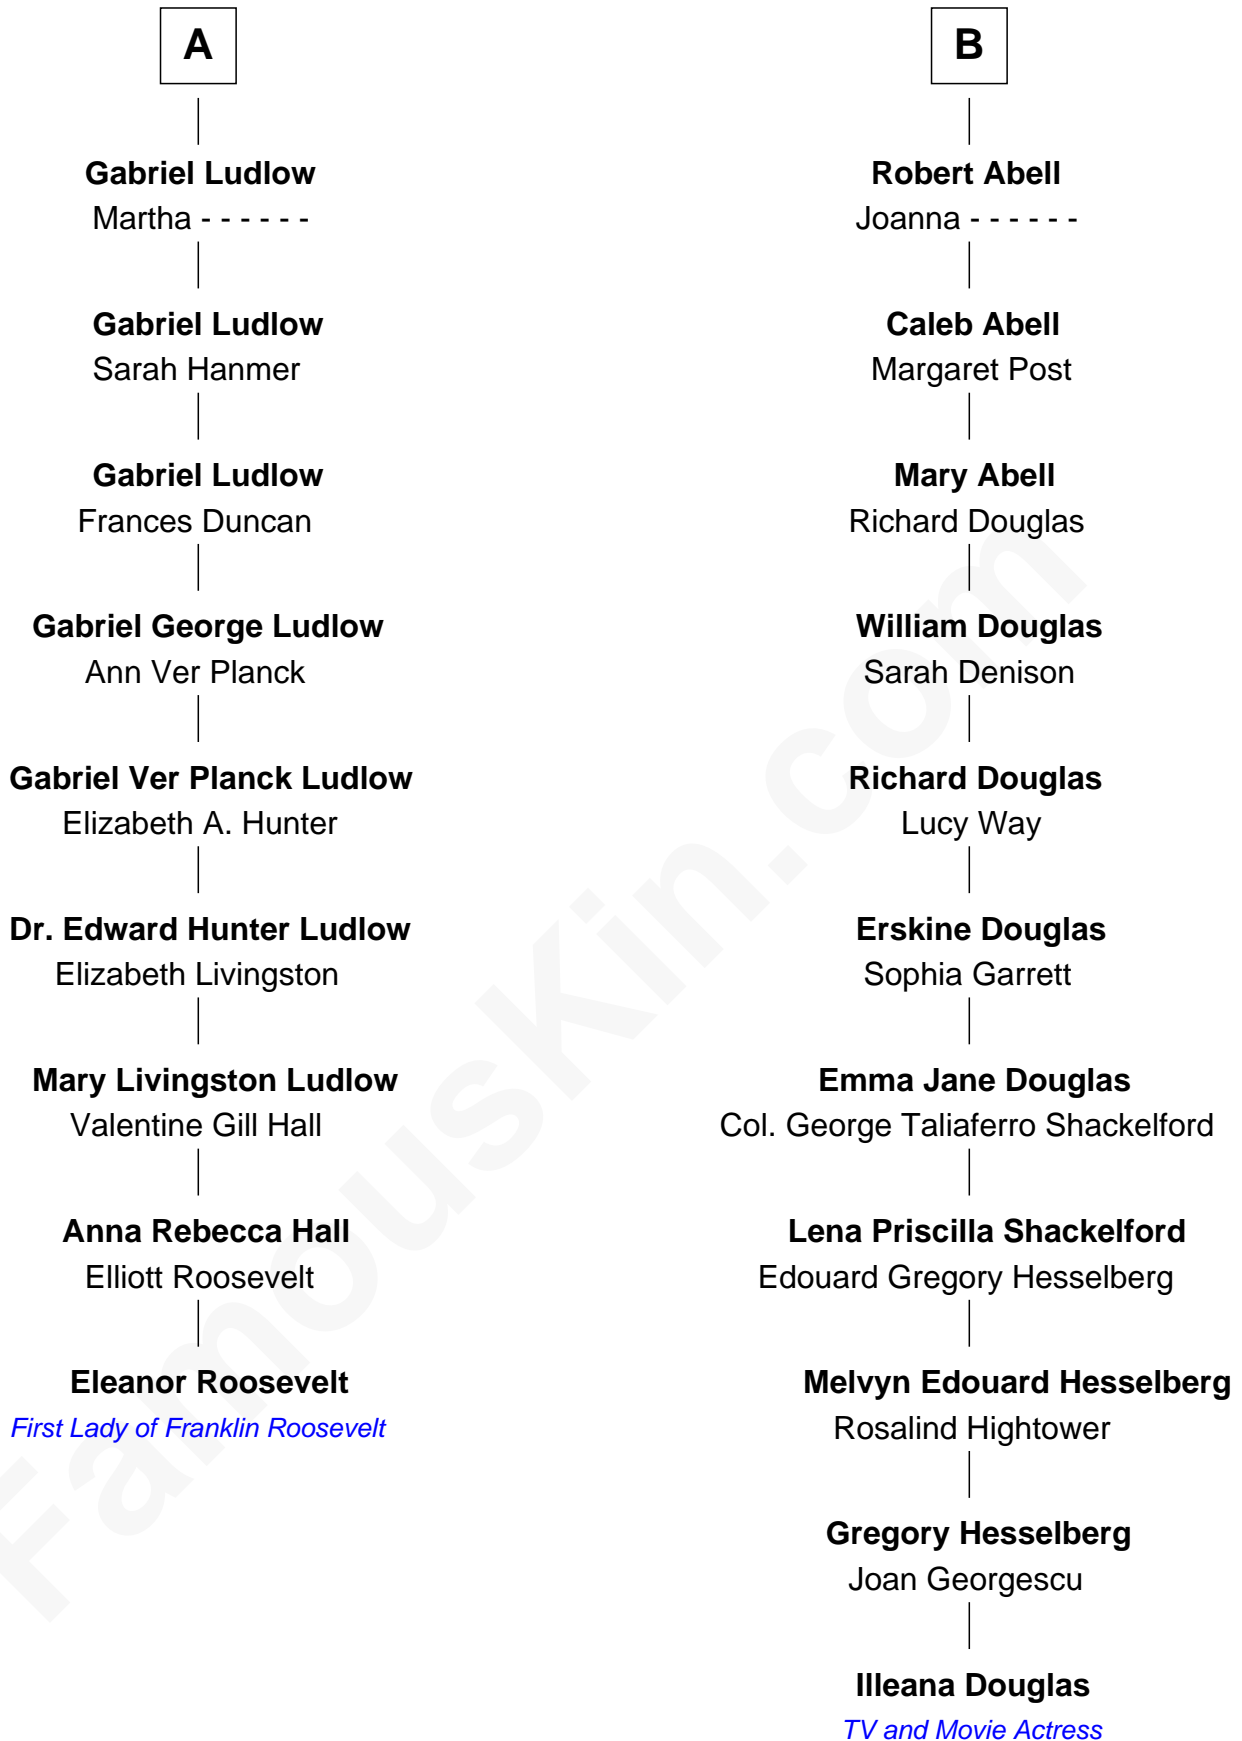 A
Gabriel Ludlow
Martha - - - - - -
Gabriel Ludlow
Sarah Hanmer
Gabriel Ludlow
Frances Duncan
Gabriel George Ludlow
Ann Ver Planck
Gabriel Ver Planck Ludlow
Elizabeth A. Hunter
Dr. Edward Hunter Ludlow
Elizabeth Livingston
Mary Livingston Ludlow
Valentine Gill Hall
Anna Rebecca Hall
Elliott Roosevelt
Eleanor Roosevelt
First Lady of Franklin Roosevelt
B
Robert Abell
Joanna - - - - - -
Caleb Abell
Margaret Post
Mary Abell
Richard Douglas
William Douglas
Sarah Denison
Richard Douglas
Lucy Way
Erskine Douglas
Sophia Garrett
Emma Jane Douglas
Col. George Taliaferro Shackelford
Lena Priscilla Shackelford
Edouard Gregory Hesselberg
Melvyn Edouard Hesselberg
Rosalind Hightower
Gregory Hesselberg
Joan Georgescu
Illeana Douglas
TV and Movie Actress
FamousKin.com